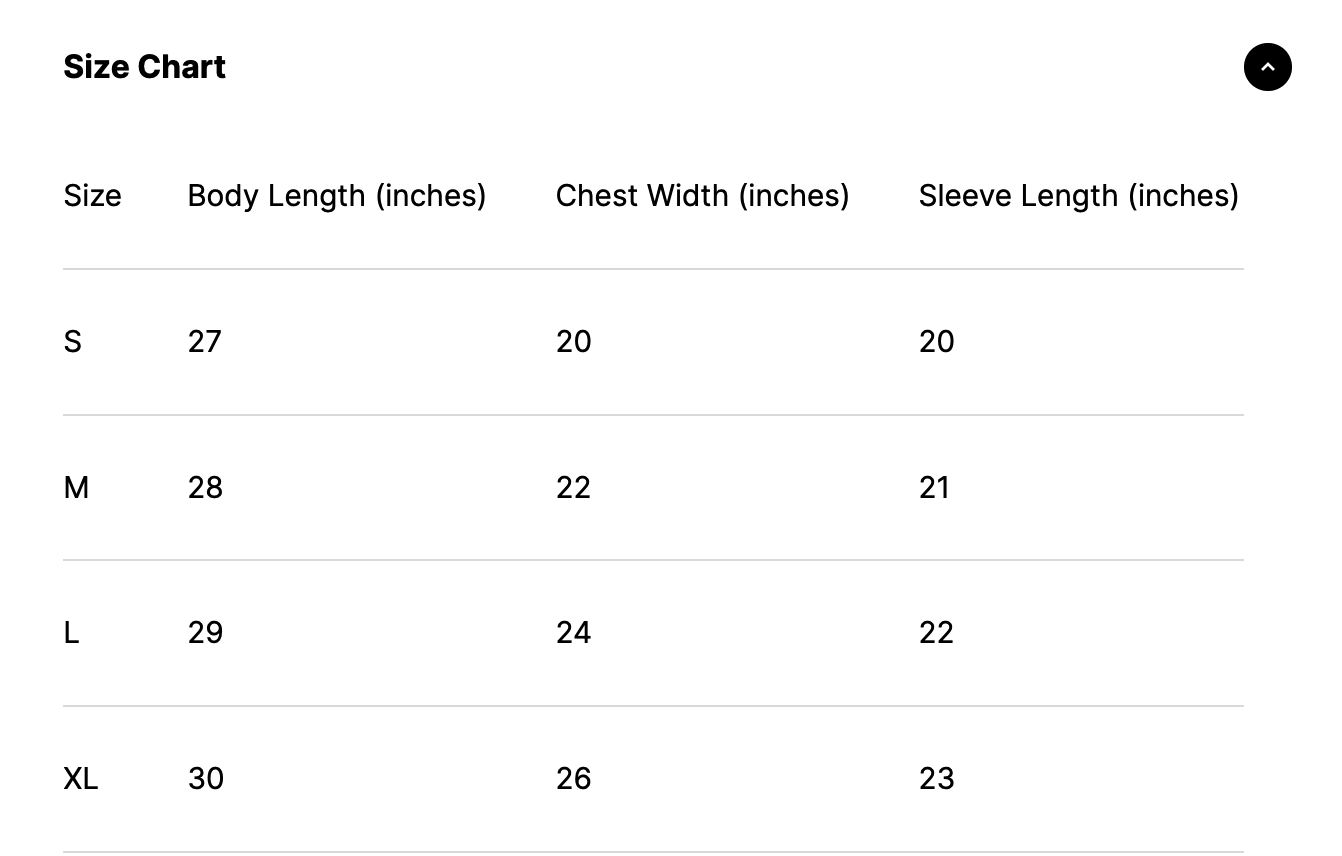 Size Chart
Size Body Length (inches) Chest Width (inches) Sleeve Length (inches)
S 27 20 20
M 28 22 21
L 29 24 22
XL 30 26 23